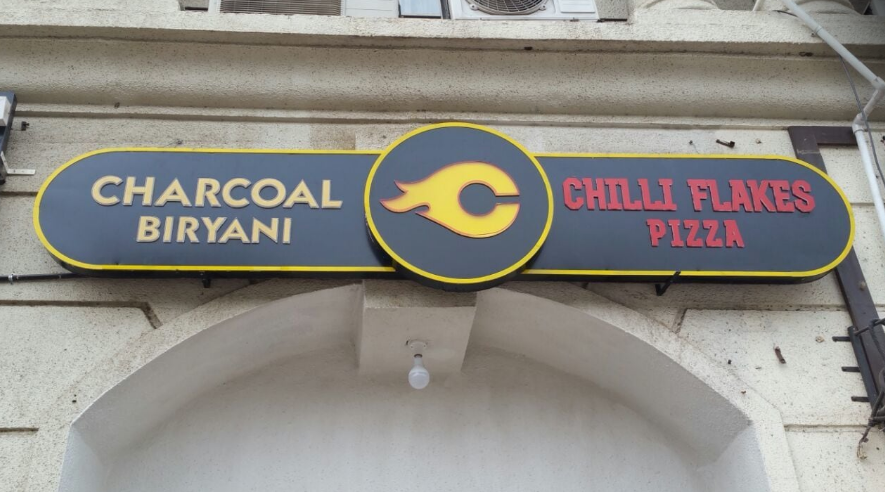 CHARCOAL
BIRYANI
CHILLI FLAKES
PIZZA